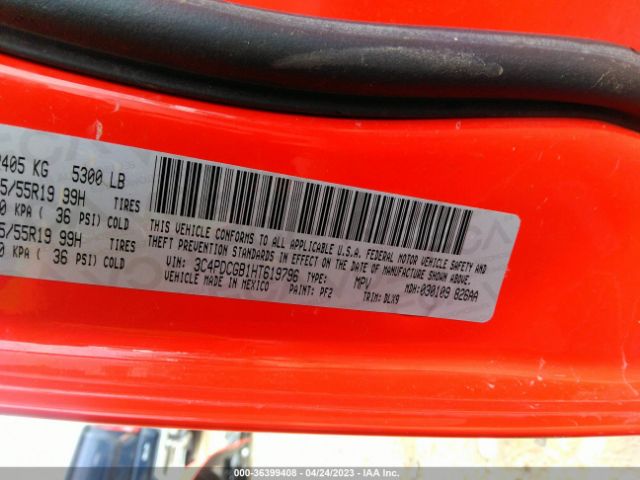 405 KG 5300 LB
5/55R19 99H TIRES
0 KPA ( 36 PSI) COLD
5/55R19 99H TIRES
0 KPA ( 36 PSI) COLD
THIS VEHICLE CONFORMS TO ALL APPLICABLE U.S.A. FEDERAL MOTOR VEHICLE SAFETY AND
THEFT PREVENTION STANDARDS IN EFFECT ON THE DATE OF MANUFACTURE SHOWN ABOVE.
VIN: 3C4PDCGB1HT619796 TYPE: MPV MDH:030109 826AA
VEHICLE MADE IN MEXICO PAINT: PF2 TRIM: DLX9
000-36399408 - 04/24/2023 - IAA Inc.